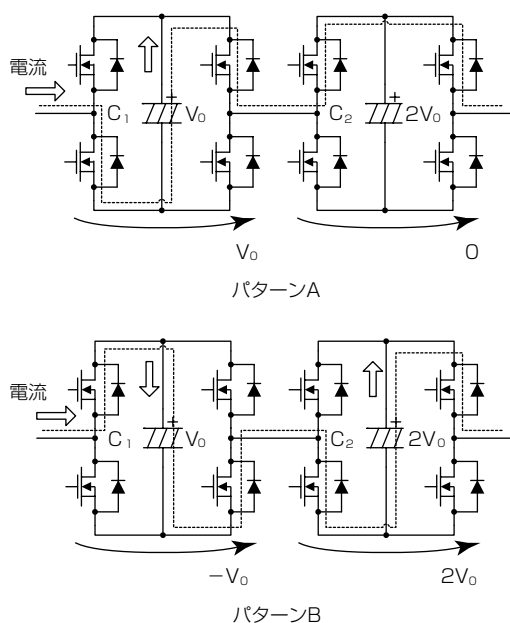 電流
C₁
+
V₀
C₂
+
2V₀
V₀
0
パターンA
電流
C₁
+
V₀
C₂
+
2V₀
−V₀
2V₀
パターンB